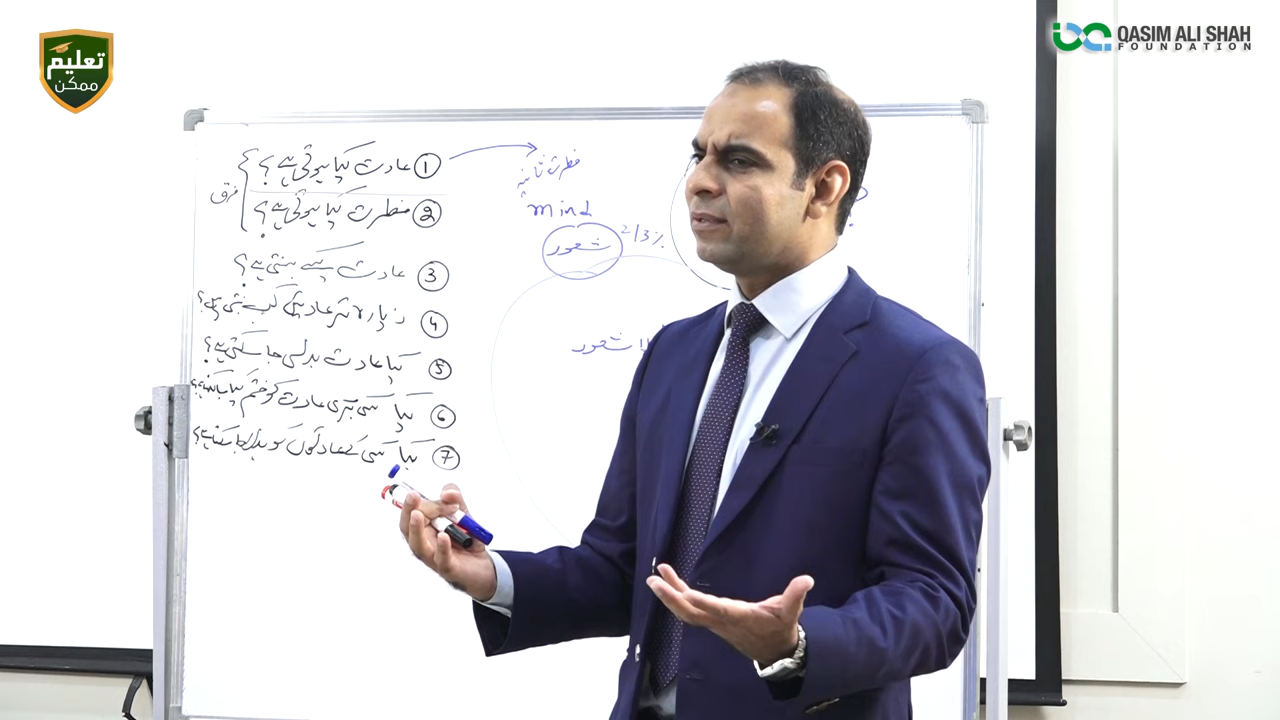 تعلیم
ممکن
QASIM ALI SHAH
FOUNDATION
① عادت کیا ہوتی ہے؟
② فطرت کیا ہوتی ہے؟
فرق
③ عادت کیسے بنتی ہے؟
④ زیادہ تر عادتیں کب بنتی ہیں؟
⑤ کیا عادت بدلی جا سکتی ہے؟
⑥ کیا کسی بری عادت کو ختم کیا جا سکتا ہے؟
⑦ کیا کسی کے عادتوں کو بدلا جا سکتا ہے؟
فطرت ثانیہ
mind
شعور
2/3%
لاشعور
؟